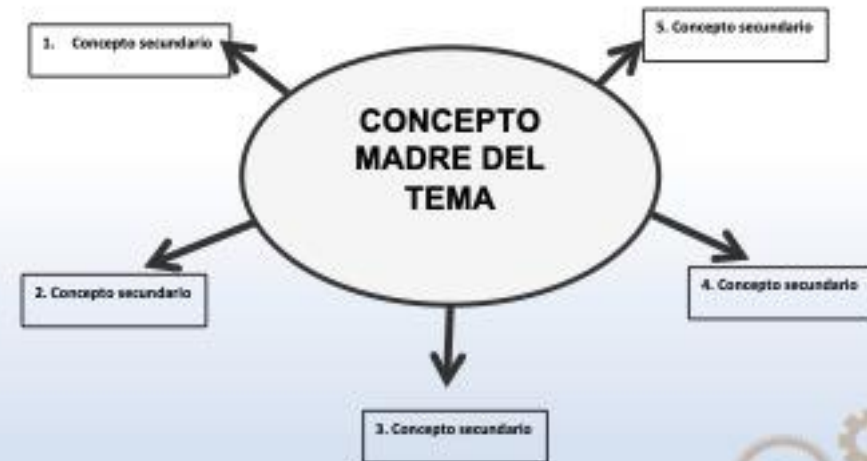 1. Concepto secundario
5. Concepto secundario
CONCEPTO
MADRE DEL
TEMA
2. Concepto secundario
4. Concepto secundario
3. Concepto secundario